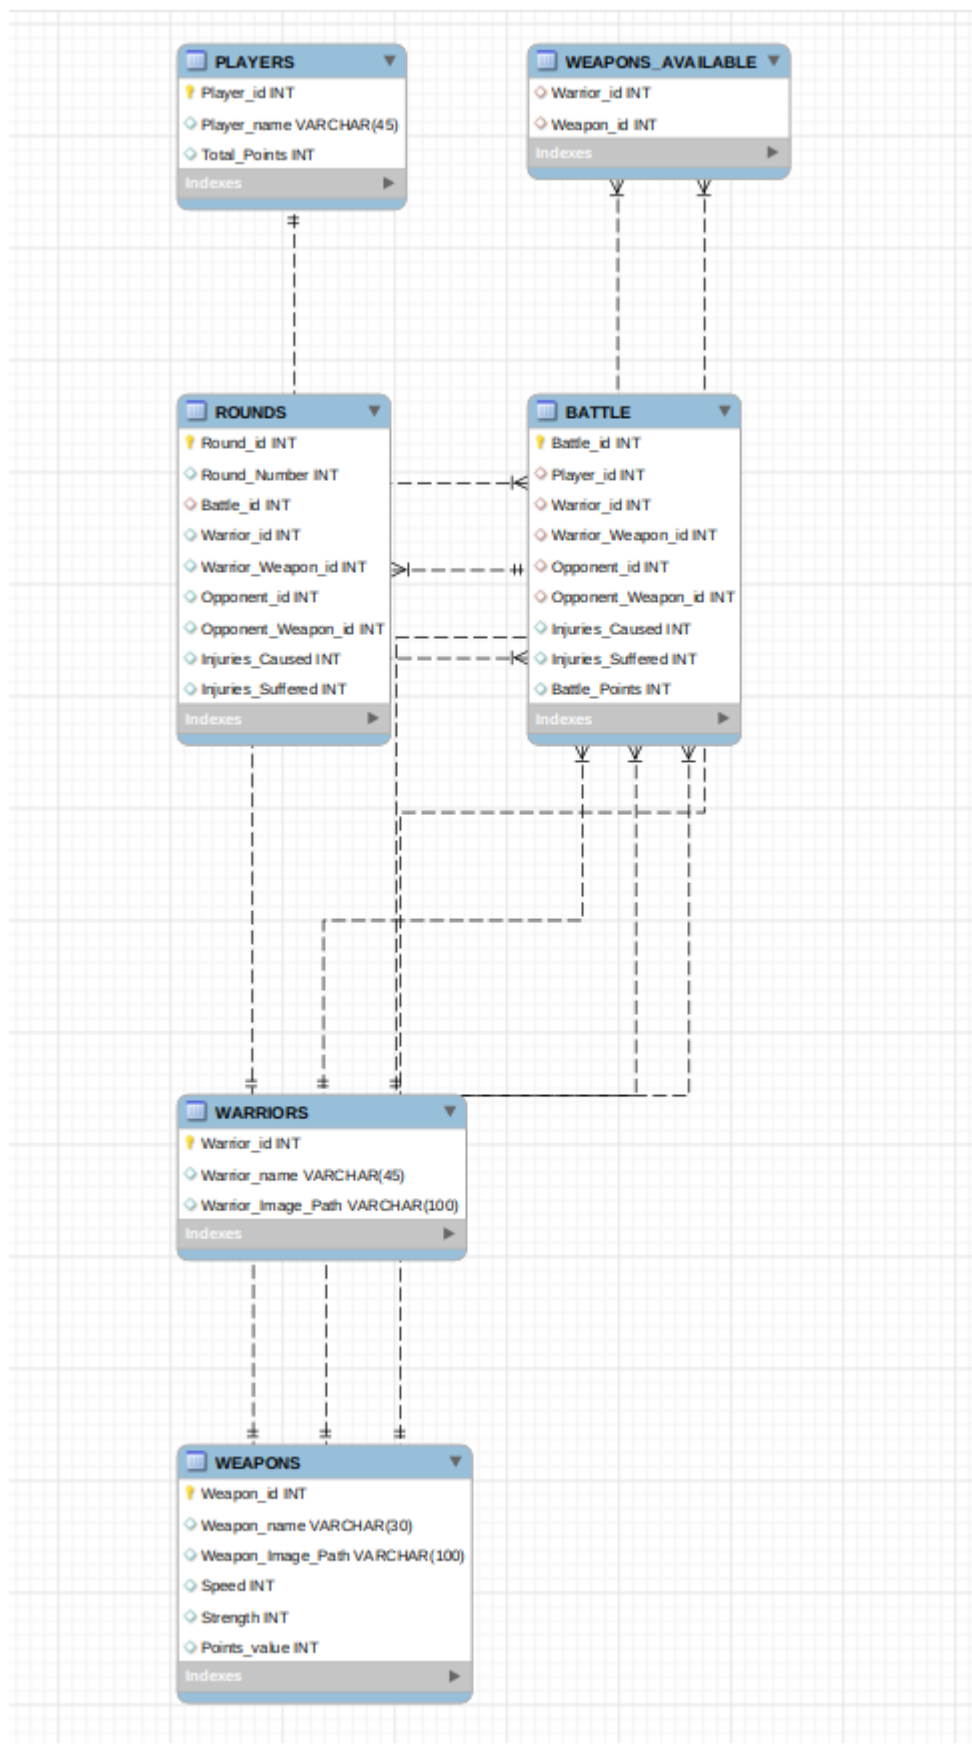 PLAYERS
Player_id INT
Player_name VARCHAR(45)
Total_Points INT
Indexes
WEAPONS_AVAILABLE
Warrior_id INT
Weapon_id INT
Indexes
ROUNDS
Round_id INT
Round_Number INT
Battle_id INT
Warrior_id INT
Warrior_Weapon_id INT
Opponent_id INT
Opponent_Weapon_id INT
Injuries_Caused INT
Injuries_Suffered INT
Indexes
BATTLE
Battle_id INT
Player_id INT
Warrior_id INT
Warrior_Weapon_id INT
Opponent_id INT
Opponent_Weapon_id INT
Injuries_Caused INT
Injuries_Suffered INT
Battle_Points INT
Indexes
WARRIORS
Warrior_id INT
Warrior_name VARCHAR(45)
Warrior_Image_Path VARCHAR(100)
Indexes
WEAPONS
Weapon_id INT
Weapon_name VARCHAR(30)
Weapon_Image_Path VARCHAR(100)
Speed INT
Strength INT
Points_value INT
Indexes